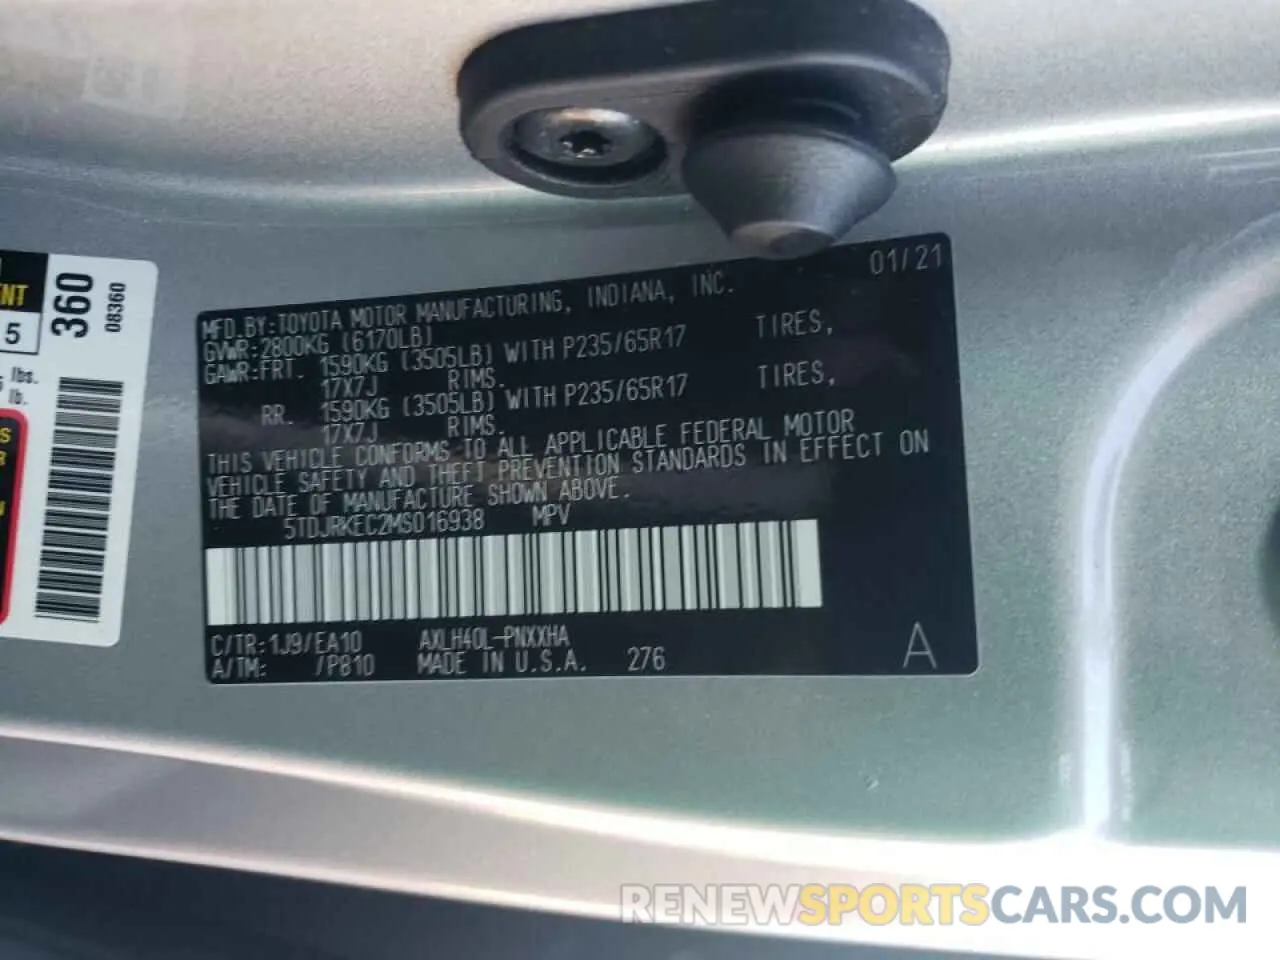 MFD.BY:TOYOTA MOTOR MANUFACTURING, INDIANA, INC. 01/21
GVWR:2800KG (6170LB)
GAWR:FRT. 1590KG (3505LB) WITH P235/65R17 TIRES,
17X7J RIMS.
RR. 1590KG (3505LB) WITH P235/65R17 TIRES,
17X7J RIMS.
THIS VEHICLE CONFORMS TO ALL APPLICABLE FEDERAL MOTOR
VEHICLE SAFETY AND THEFT PREVENTION STANDARDS IN EFFECT ON
THE DATE OF MANUFACTURE SHOWN ABOVE.
5TDJRKEC2MS016938 MPV
C/TR:1J9/EA10 AXLH40L-PNXXHA
A/TM: /P810 MADE IN U.S.A. 276
A
360
08360
5
lbs.
lb.
RENEWSPORTSCARS.COM